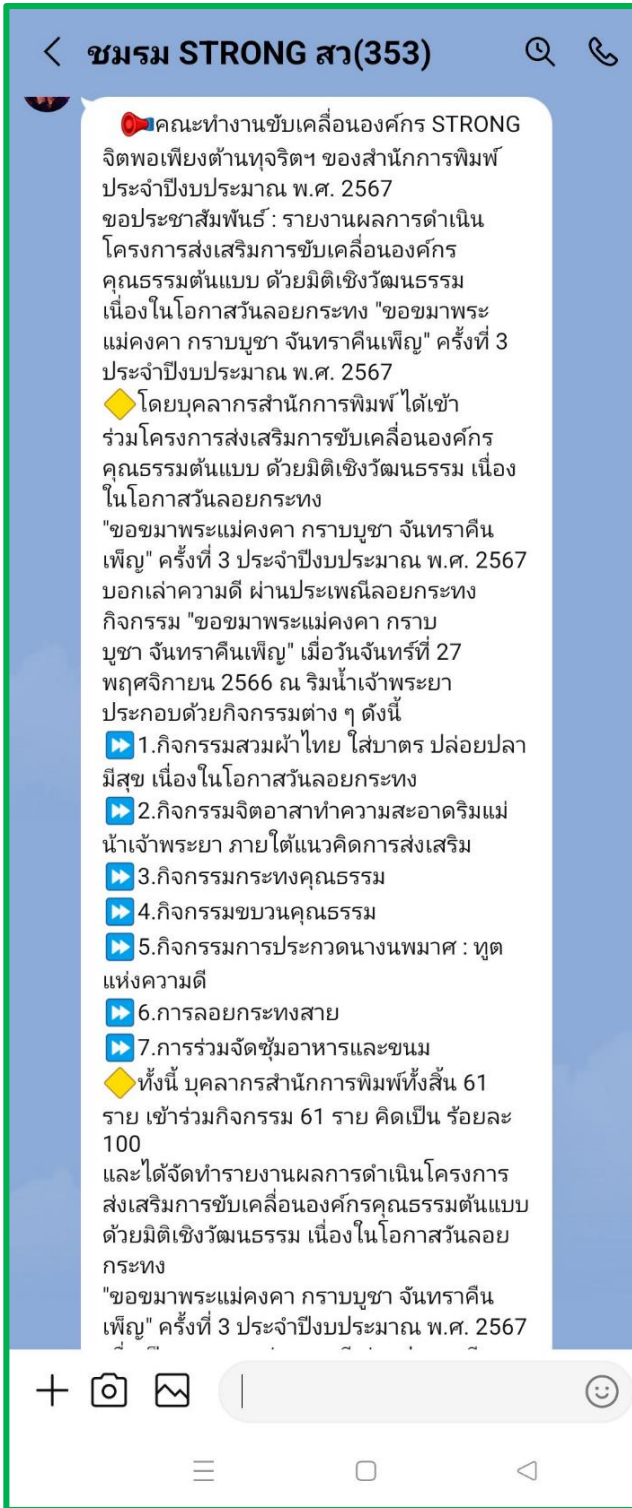 ชมรม STRONG สว(353)
คณะทำงานขับเคลื่อนองค์กร STRONG
จิตพอเพียงต้านทุจริตฯ ของสำนักการพิมพ์
ประจำปีงบประมาณ พ.ศ. 2567
ขอประชาสัมพันธ์ : รายงานผลการดำเนิน
โครงการส่งเสริมการขับเคลื่อนองค์กร
คุณธรรมต้นแบบ ด้วยมิติเชิงวัฒนธรรม
เนื่องในโอกาสวันลอยกระทง "ขอขมาพระ
แม่คงคา กราบบูชา จันทราคืนเพ็ญ" ครั้งที่ 3
ประจำปีงบประมาณ พ.ศ. 2567
โดยบุคลากรสำนักการพิมพ์ ได้เข้า
ร่วมโครงการส่งเสริมการขับเคลื่อนองค์กร
คุณธรรมต้นแบบ ด้วยมิติเชิงวัฒนธรรม เนื่อง
ในโอกาสวันลอยกระทง
"ขอขมาพระแม่คงคา กราบบูชา จันทราคืน
เพ็ญ" ครั้งที่ 3 ประจำปีงบประมาณ พ.ศ. 2567
บอกเล่าความดี ผ่านประเพณีลอยกระทง
กิจกรรม "ขอขมาพระแม่คงคา กราบ
บูชา จันทราคืนเพ็ญ" เมื่อวันจันทร์ที่ 27
พฤศจิกายน 2566 ณ ริมน้ำเจ้าพระยา
ประกอบด้วยกิจกรรมต่าง ๆ ดังนี้
1.กิจกรรมสวมผ้าไทย ใส่บาตร ปล่อยปลา
มีสุข เนื่องในโอกาสวันลอยกระทง
2.กิจกรรมจิตอาสาทำความสะอาดริมแม่
น้ำเจ้าพระยา ภายใต้แนวคิดการส่งเสริม
3.กิจกรรมกระทงคุณธรรม
4.กิจกรรมขบวนคุณธรรม
5.กิจกรรมการประกวดนางนพมาศ : ทูต
แห่งความดี
6.การลอยกระทงสาย
7.การร่วมจัดซุ้มอาหารและขนม
ทั้งนี้ บุคลากรสำนักการพิมพ์ทั้งสิ้น 61
ราย เข้าร่วมกิจกรรม 61 ราย คิดเป็น ร้อยละ
100
และได้จัดทำรายงานผลการดำเนินโครงการ
ส่งเสริมการขับเคลื่อนองค์กรคุณธรรมต้นแบบ
ด้วยมิติเชิงวัฒนธรรม เนื่องในโอกาสวันลอย
กระทง
"ขอขมาพระแม่คงคา กราบบูชา จันทราคืน
เพ็ญ" ครั้งที่ 3 ประจำปีงบประมาณ พ.ศ. 2567